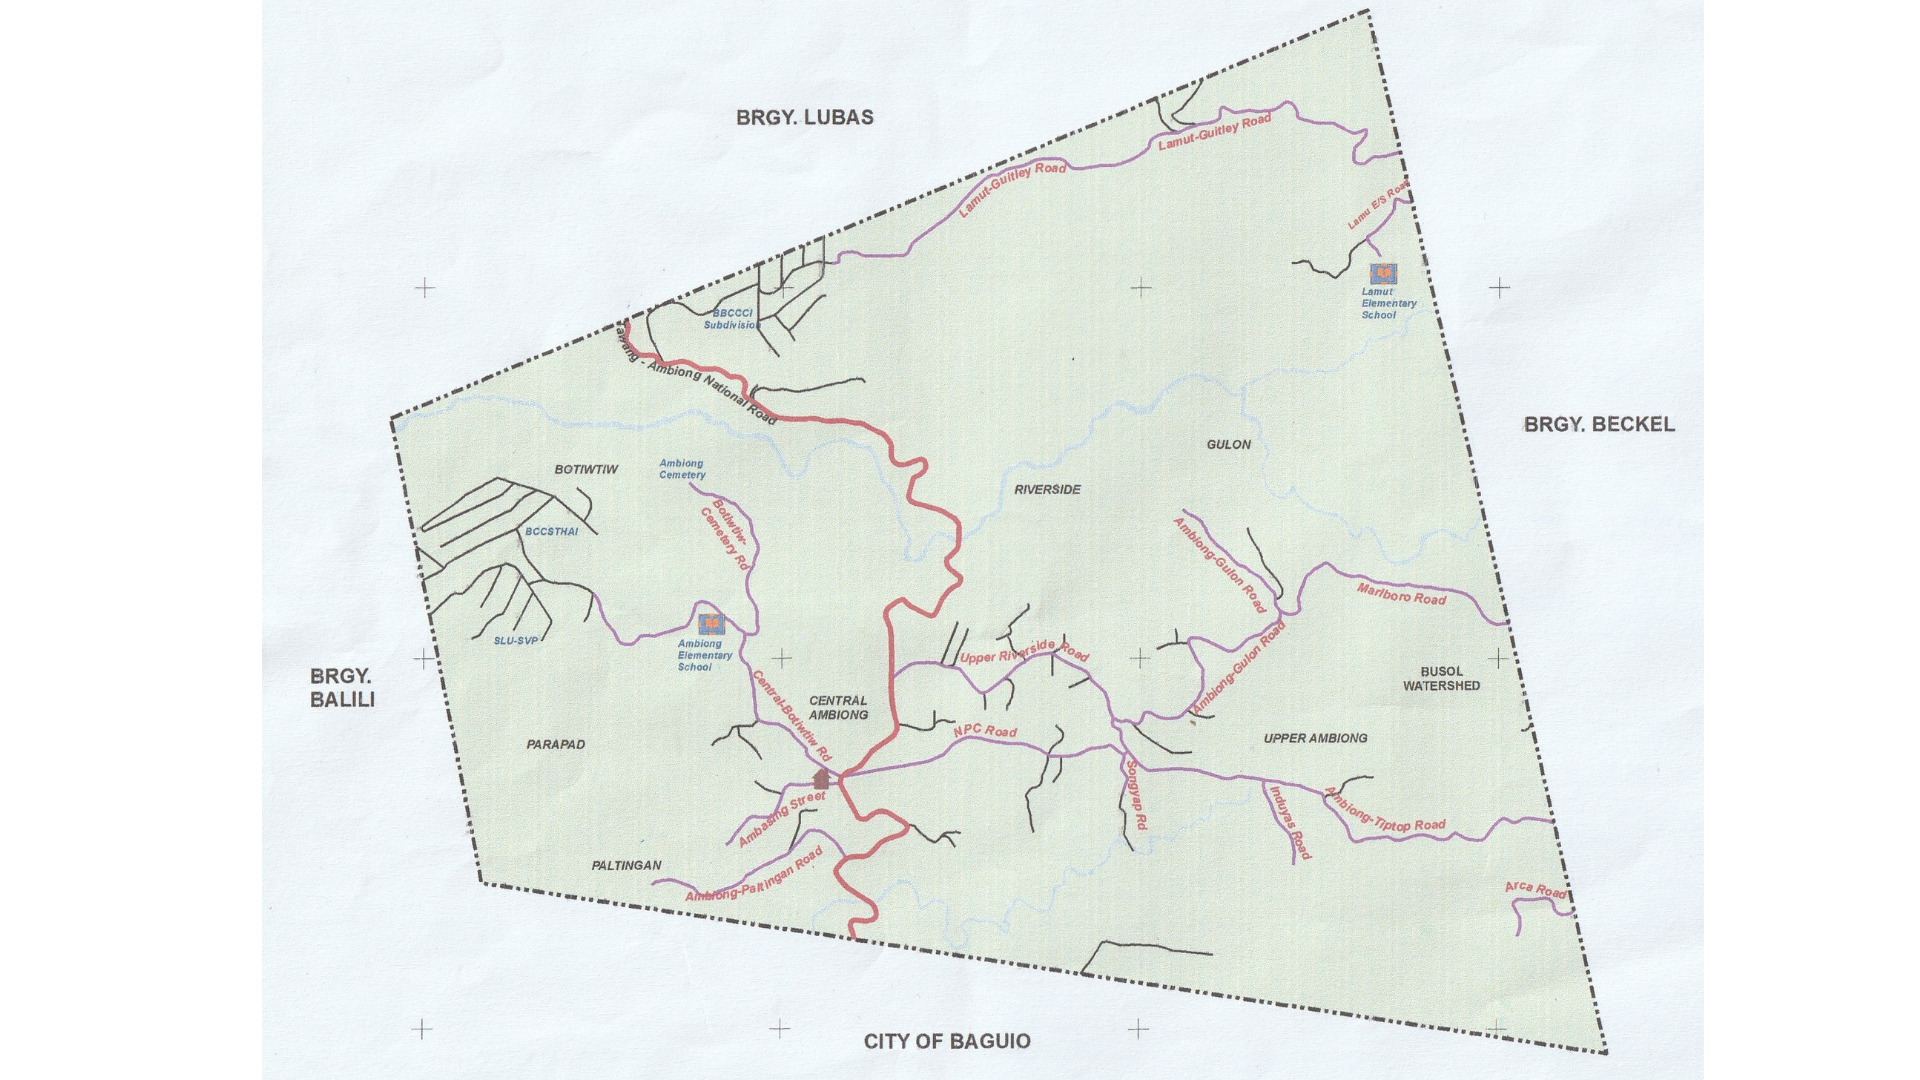 BRGY. LUBAS
Lamut-Guitley Road
Lamut-Guitley Road
Lamu E/S Road
Lamut
Elementary
School
BBCCCI
Subdivision
- Ambiong National Road
BRGY. BECKEL
GULON
BOTIWTIW
Ambiong
Cemetery
RIVERSIDE
Botiwtiw-
Cemetery Rd
BCCSTHAI
Ambiong-Gulon Road
Marlboro Road
SLU-SVP
Ambiong
Elementary
School
Upper Riverside Road
Ambiong-Gulon Road
BRGY.
BALILI
BUSOL
WATERSHED
Central-Botiwtiw Rd
CENTRAL
AMBIONG
NPC Road
PARAPAD
UPPER AMBIONG
Songyap Rd
Ambasing Street
Induyas Road
Ambiong-Tiptop Road
PALTINGAN
Ambiong-Paltingan Road
Arca Road
CITY OF BAGUIO